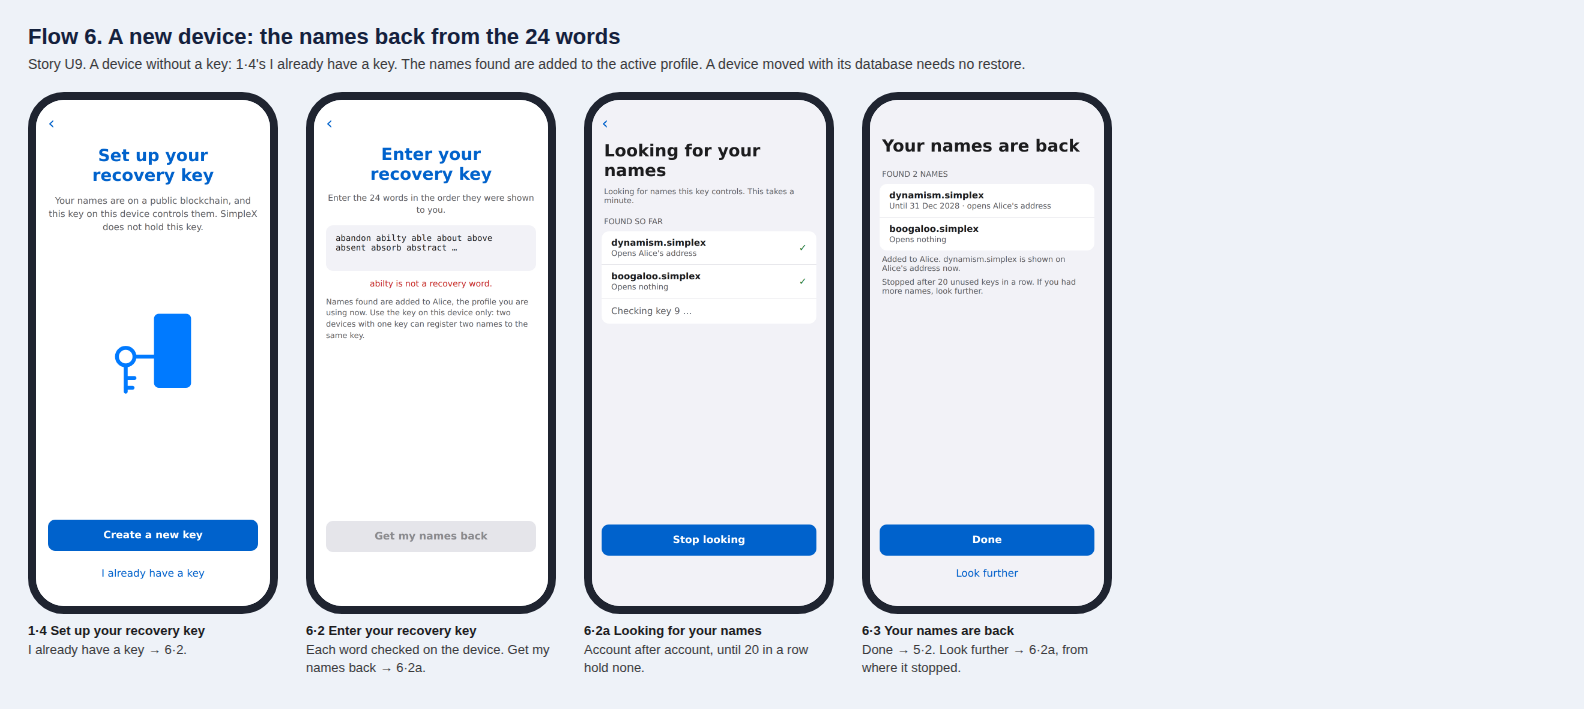 Flow 6. A new device: the names back from the 24 words
Story U9. A device without a key: 1·4's I already have a key. The names found are added to the active profile. A device moved with its database needs no restore.
‹
Set up your
recovery key
Your names are on a public blockchain, and
this key on this device controls them. SimpleX
does not hold this key.
Create a new key
I already have a key
1·4 Set up your recovery key
I already have a key → 6·2.
‹
Enter your
recovery key
Enter the 24 words in the order they were shown
to you.
abandon abilty able about above
absent absorb abstract …
abilty is not a recovery word.
Names found are added to Alice, the profile you are
using now. Use the key on this device only: two
devices with one key can register two names to the
same key.
Get my names back
6·2 Enter your recovery key
Each word checked on the device. Get my
names back → 6·2a.
‹
Looking for your
names
Looking for names this key controls. This takes a
minute.
FOUND SO FAR
dynamism.simplex
Opens Alice's address
✓
boogaloo.simplex
Opens nothing
✓
Checking key 9 ...
Stop looking
6·2a Looking for your names
Account after account, until 20 in a row
hold none.
Your names are back
FOUND 2 NAMES
dynamism.simplex
Until 31 Dec 2028 · opens Alice's address
boogaloo.simplex
Opens nothing
Added to Alice. dynamism.simplex is shown on
Alice's address now.
Stopped after 20 unused keys in a row. If you had
more names, look further.
Done
Look further
6·3 Your names are back
Done → 5·2. Look further → 6·2a, from
where it stopped.